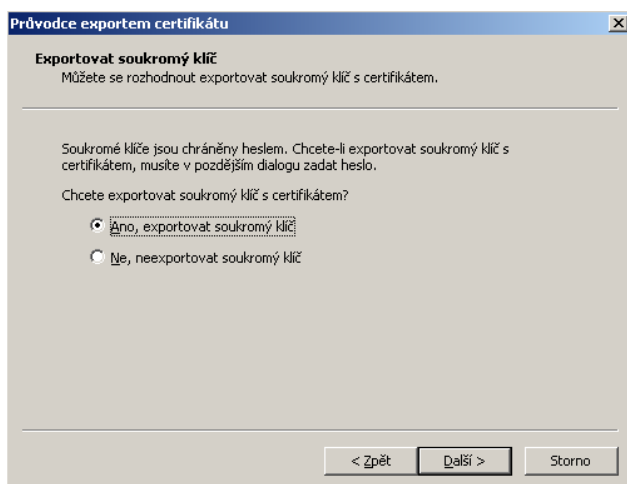 Průvodce exportem certifikátu
Exportovat soukromý klíč
Můžete se rozhodnout exportovat soukromý klíč s certifikátem.
Soukromé klíče jsou chráněny heslem. Chcete-li exportovat soukromý klíč s
certifikátem, musíte v pozdějším dialogu zadat heslo.
Chcete exportovat soukromý klíč s certifikátem?
Ano, exportovat soukromý klíč
Ne, neexportovat soukromý klíč
< Zpět
Další >
Storno